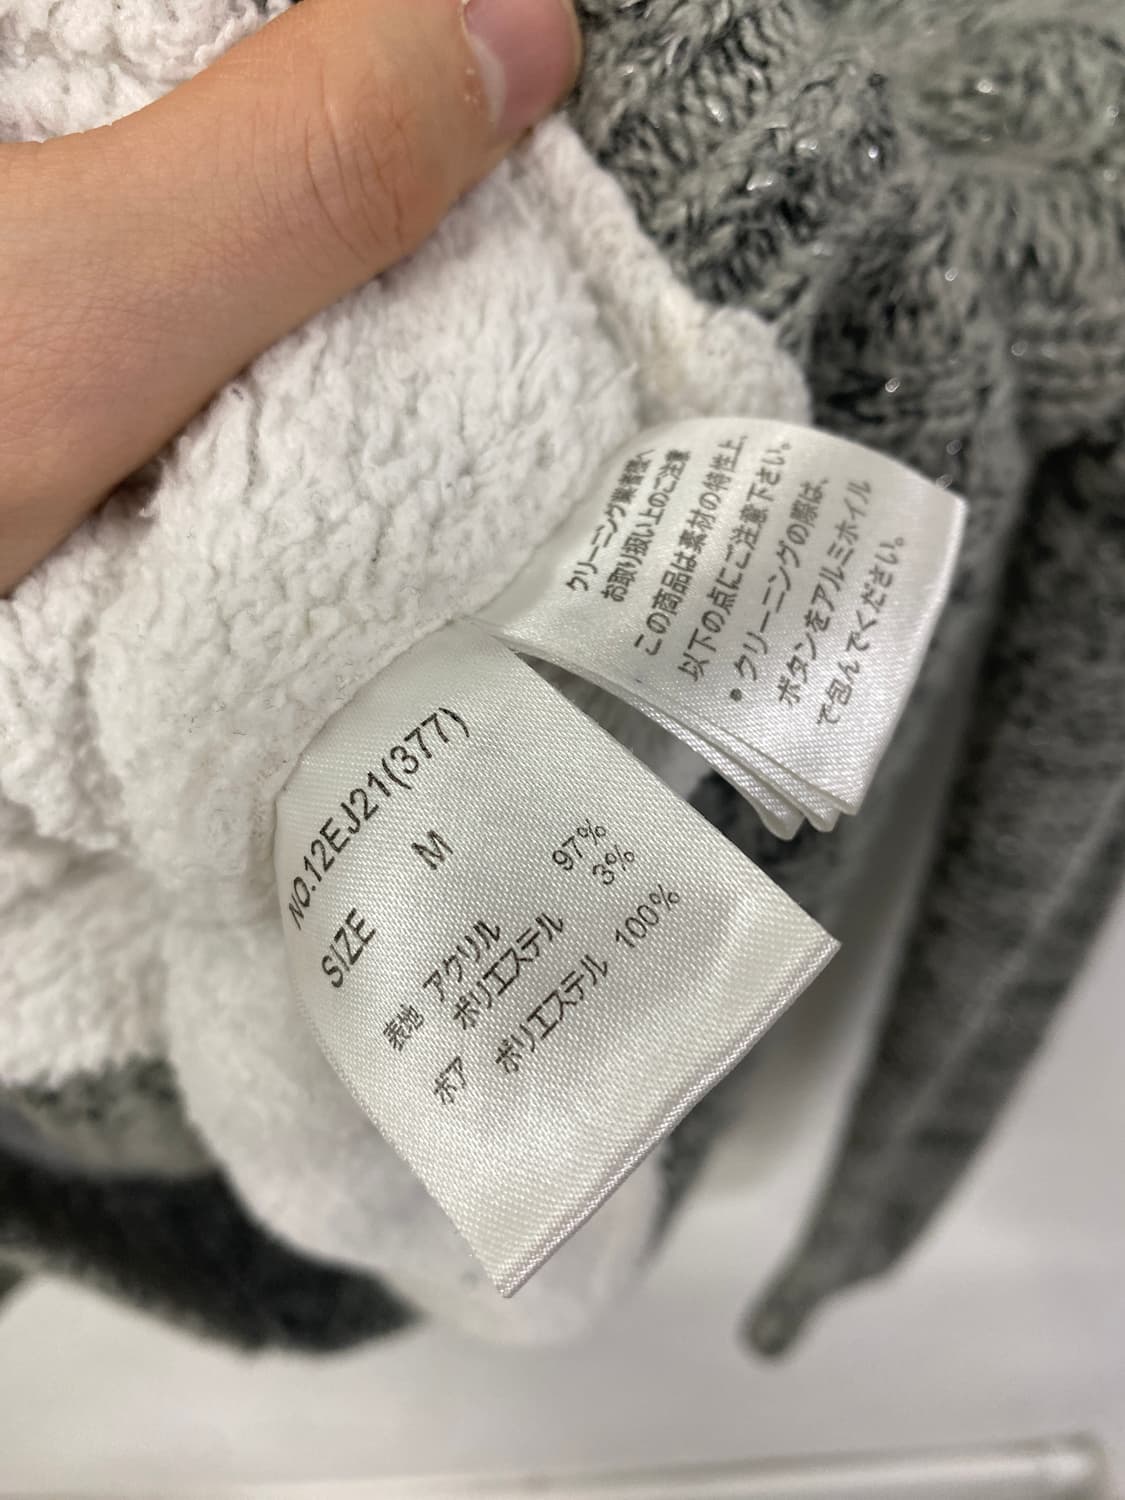 クリーニング業者様へ
お取り扱い上のご注意
この商品は素材の特性上、
以下の点にご注意下さい。
• クリーニングの際は、
ボタンをアルミホイル
で包んでください。
NO.12EJ21(377)
SIZE M
表地 アクリル 97%
ポリエステル 3%
ボア ポリエステル 100%